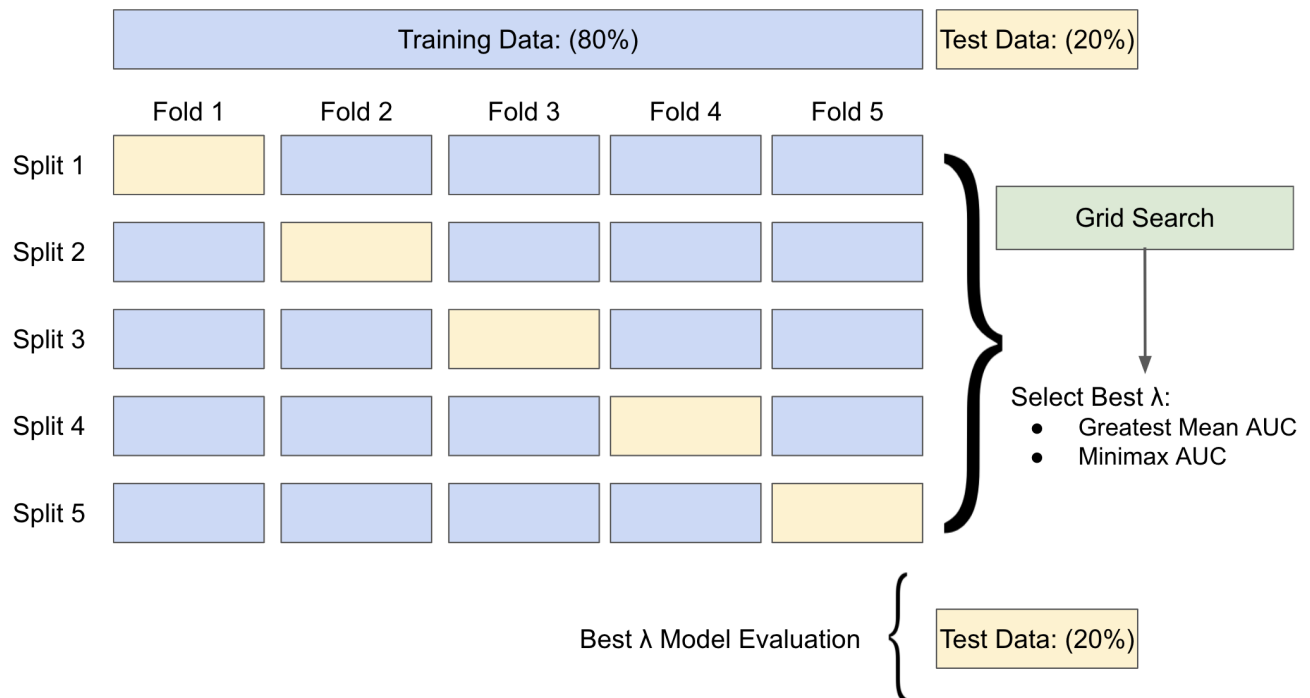 Training Data: (80%)
Test Data: (20%)
Fold 1
Fold 2
Fold 3
Fold 4
Fold 5
Split 1
Split 2
Split 3
Split 4
Split 5
Grid Search
Select Best λ:
● Greatest Mean AUC
● Minimax AUC
Best λ Model Evaluation
Test Data: (20%)